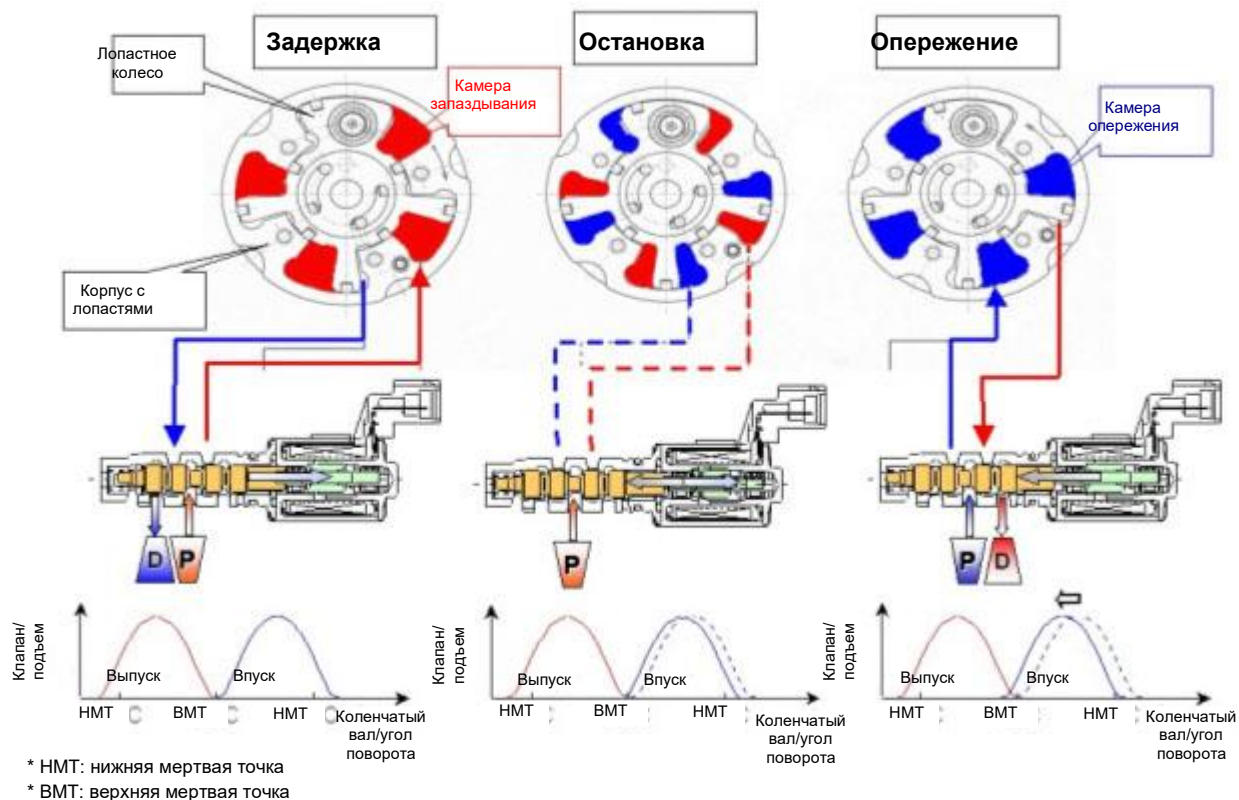 Задержка
Остановка
Опережение
Лопастное
колесо
Камера
запаздывания
Камера
опережения
Корпус с
лопастями
D
P
P
P
D
Клапан/
подъем
Выпуск
Впуск
НМТ
ВМТ
НМТ
Коленчатый
вал/угол
поворота
Клапан/
подъем
Выпуск
Впуск
НМТ
ВМТ
НМТ
Коленчатый
вал/угол
поворота
Клапан/
подъем
Выпуск
Впуск
НМТ
ВМТ
НМТ
Коленчатый
вал/угол
поворота
* НМТ: нижняя мертвая точка
* ВМТ: верхняя мертвая точка